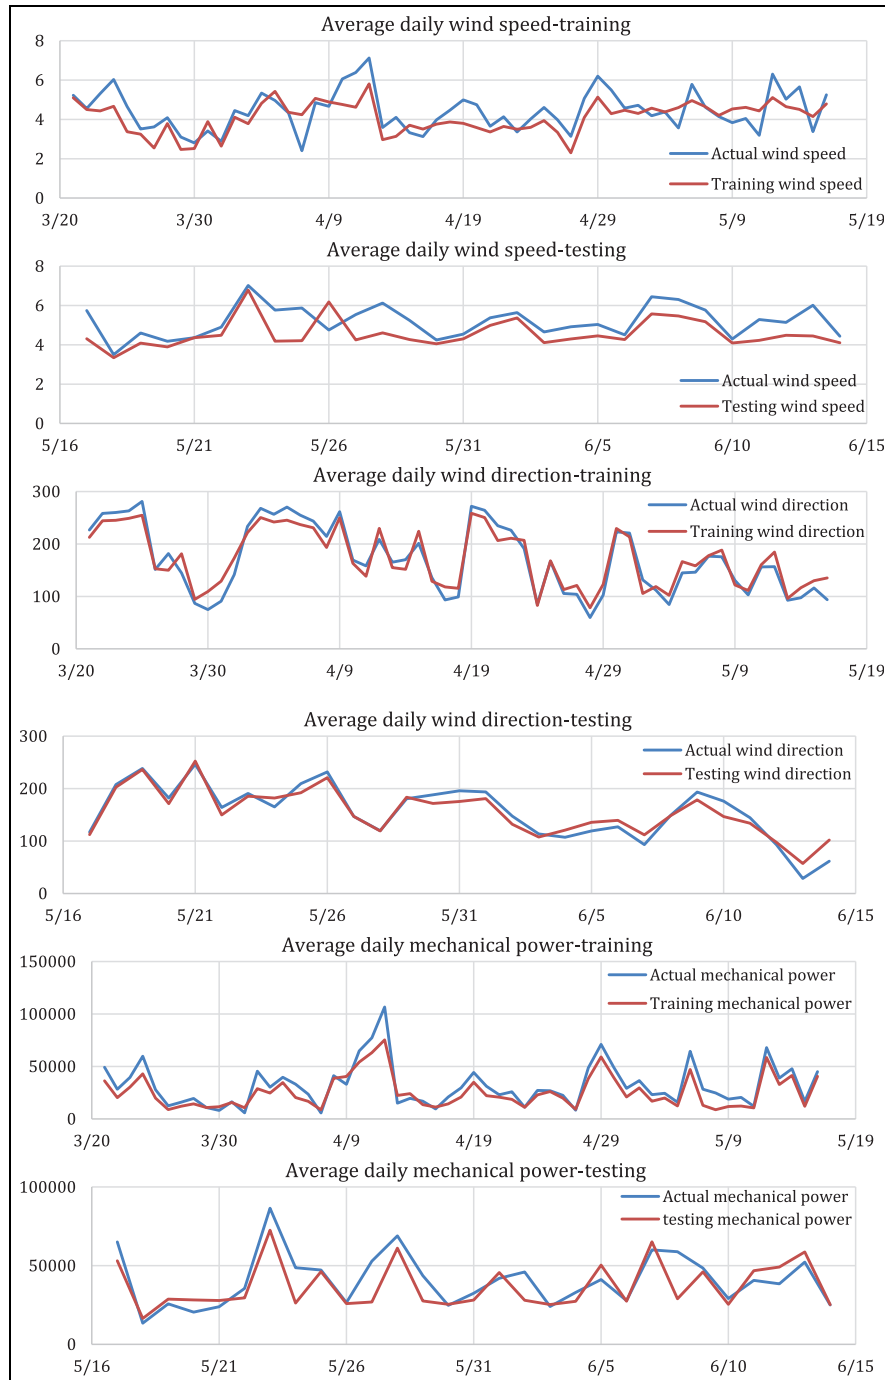 Average daily wind speed-training
8
6
4
2
0
Actual wind speed
Training wind speed
3/20 3/30 4/9 4/19 4/29 5/9 5/19
Average daily wind speed-testing
8
6
4
2
0
Actual wind speed
Testing wind speed
5/16 5/21 5/26 5/31 6/5 6/10 6/15
Average daily wind direction-training
300
200
100
0
Actual wind direction
Training wind direction
3/20 3/30 4/9 4/19 4/29 5/9 5/19
Average daily wind direction-testing
300
200
100
0
Actual wind direction
Testing wind direction
5/16 5/21 5/26 5/31 6/5 6/10 6/15
Average daily mechanical power-training
150000
100000
50000
0
Actual mechanical power
Training mechanical power
3/20 3/30 4/9 4/19 4/29 5/9 5/19
Average daily mechanical power-testing
100000
50000
0
Actual mechanical power
testing mechanical power
5/16 5/21 5/26 5/31 6/5 6/10 6/15